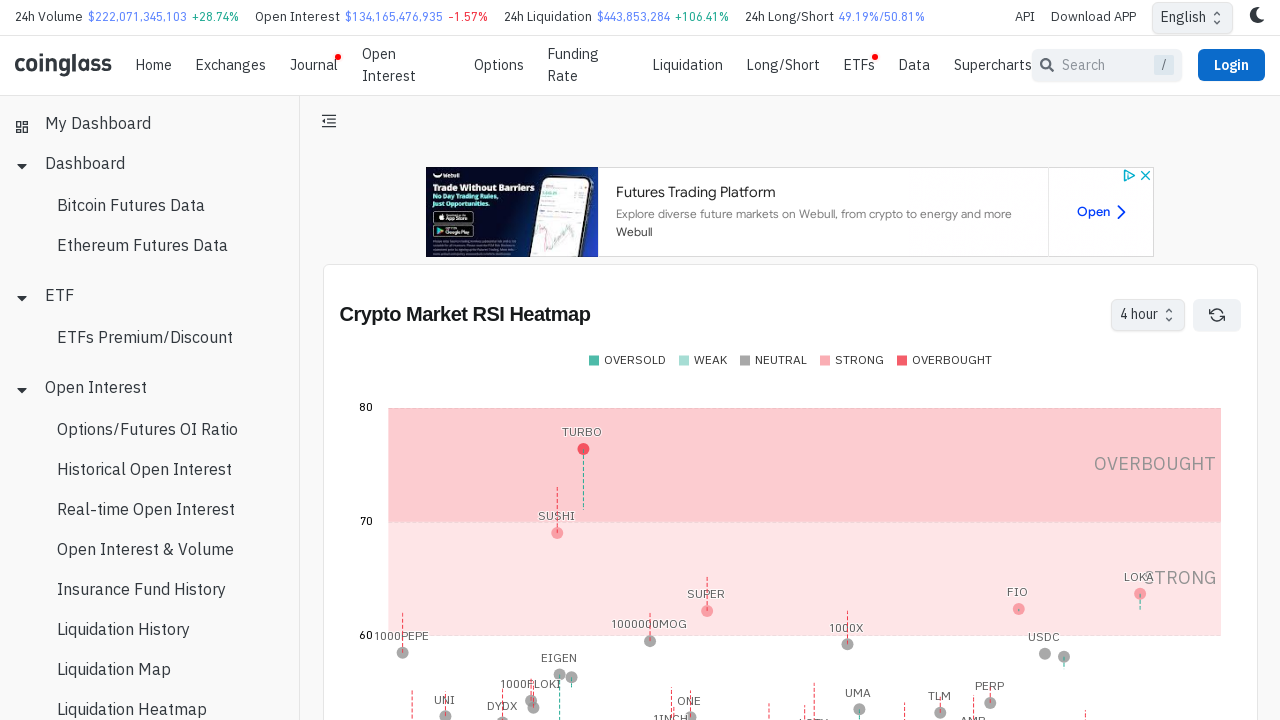 24h Volume $222,071,345,103 +28.74% Open Interest $134,165,476,935 -1.57% 24h Liquidation $443,853,284 +106.41% 24h Long/Short 49.19%/50.81% API Download APP English
coinglass Home Exchanges Journal Open Interest Options Funding Rate Liquidation Long/Short ETFs Data Supercharts Search / Login
My Dashboard
Dashboard
Bitcoin Futures Data
Ethereum Futures Data
ETF
ETFs Premium/Discount
Open Interest
Options/Futures OI Ratio
Historical Open Interest
Real-time Open Interest
Open Interest & Volume
Insurance Fund History
Liquidation History
Liquidation Map
Liquidation Heatmap
Webull
Trade Without Barriers
No Day Trading Rules,
Just Opportunities.
Futures Trading Platform
Explore diverse future markets on Webull, from crypto to energy and more
Webull
Open
Crypto Market RSI Heatmap
4 hour
OVERSOLD WEAK NEUTRAL STRONG OVERBOUGHT
80
TURBO
OVERBOUGHT
70
SUSHI
STRONG
LOKA
SUPER
FIO
60
1000PEPE
1000000MOG
1000X
USDC
EIGEN
1000FLOKI
UNI
DYDX
ONE
1INCH
UMA
TLM
PERP